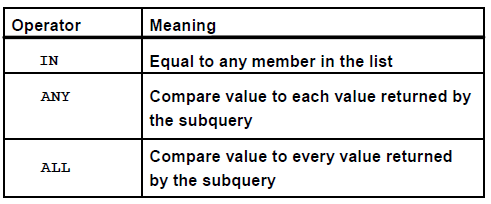 Operator Meaning
IN Equal to any member in the list
ANY Compare value to each value returned by
the subquery
ALL Compare value to every value returned
by the subquery